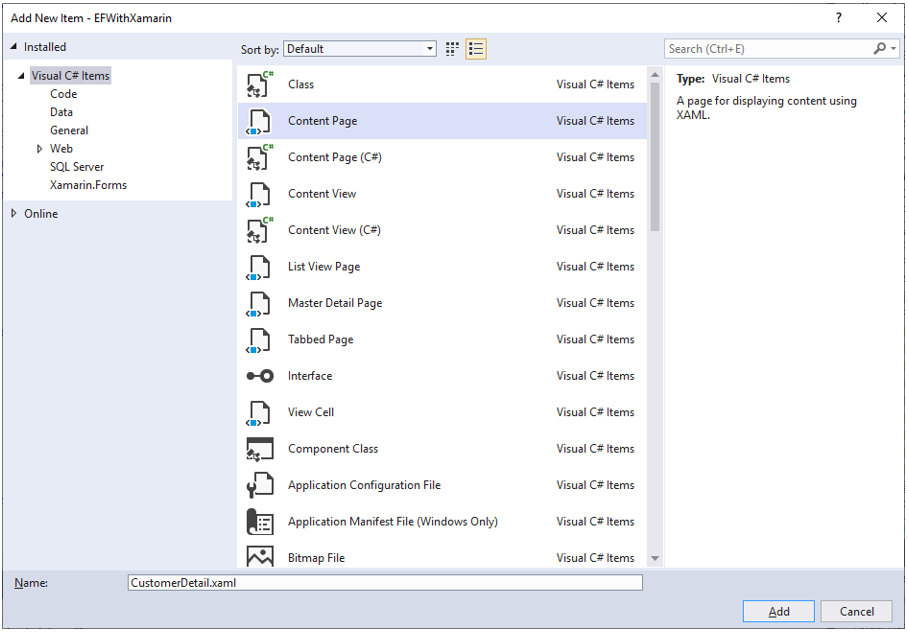 Add New Item - EFWithXamarin
Installed
Visual C# Items
Code
Data
General
Web
SQL Server
Xamarin.Forms
Online
Sort by: Default
Search (Ctrl+E)
C# Class Visual C# Items
Content Page Visual C# Items
C# Content Page (C#) Visual C# Items
Content View Visual C# Items
C# Content View (C#) Visual C# Items
List View Page Visual C# Items
Master Detail Page Visual C# Items
Tabbed Page Visual C# Items
Interface Visual C# Items
View Cell Visual C# Items
Component Class Visual C# Items
Application Configuration File Visual C# Items
Application Manifest File (Windows Only) Visual C# Items
Bitmap File Visual C# Items
Type: Visual C# Items
A page for displaying content using
XAML.
Name: CustomerDetail.xaml
Add Cancel